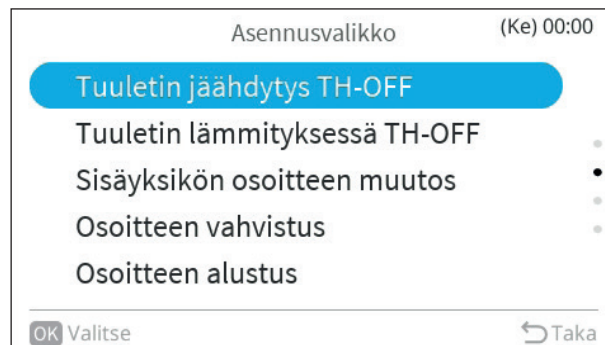 Asennusvalikko (Ke) 00:00
Tuuletin jäähdytys TH-OFF
Tuuletin lämmityksessä TH-OFF
Sisäyksikön osoitteen muutos
Osoitteen vahvistus
Osoitteen alustus
OK Valitse Taka